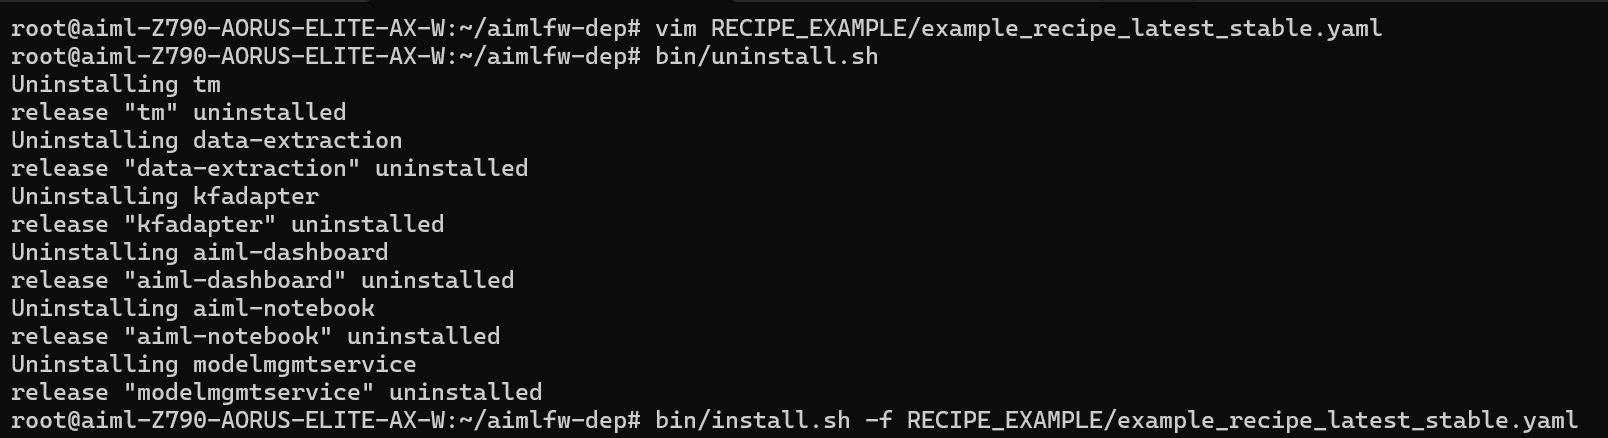 root@aiml-Z790-AORUS-ELITE-AX-W:~/aimlfw-dep# vim RECIPE_EXAMPLE/example_recipe_latest_stable.yaml
root@aiml-Z790-AORUS-ELITE-AX-W:~/aimlfw-dep# bin/uninstall.sh
Uninstalling tm
release "tm" uninstalled
Uninstalling data-extraction
release "data-extraction" uninstalled
Uninstalling kfadapter
release "kfadapter" uninstalled
Uninstalling aiml-dashboard
release "aiml-dashboard" uninstalled
Uninstalling aiml-notebook
release "aiml-notebook" uninstalled
Uninstalling modelmgmtservice
release "modelmgmtservice" uninstalled
root@aiml-Z790-AORUS-ELITE-AX-W:~/aimlfw-dep# bin/install.sh -f RECIPE_EXAMPLE/example_recipe_latest_stable.yaml